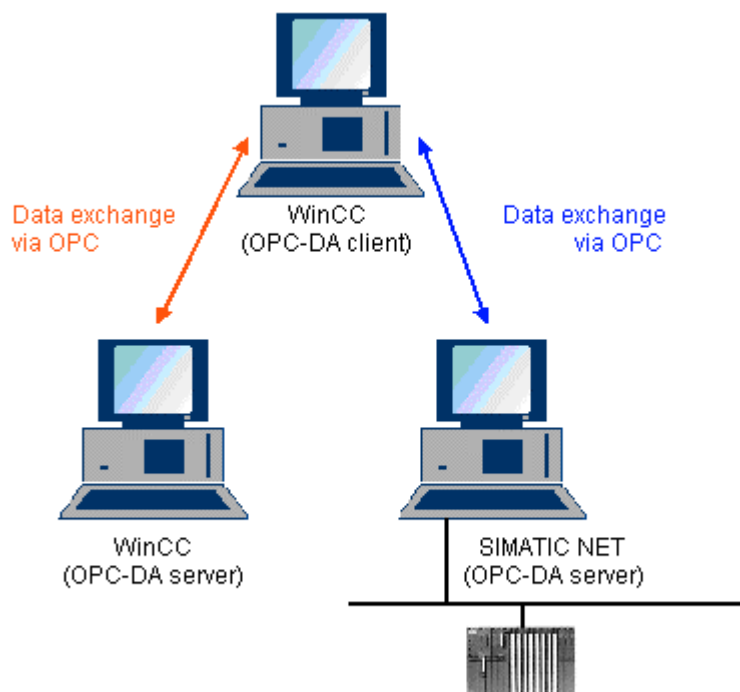 WinCC
(OPC-DA client)
Data exchange
via OPC
Data exchange
via OPC
WinCC
(OPC-DA server)
SIMATIC NET
(OPC-DA server)